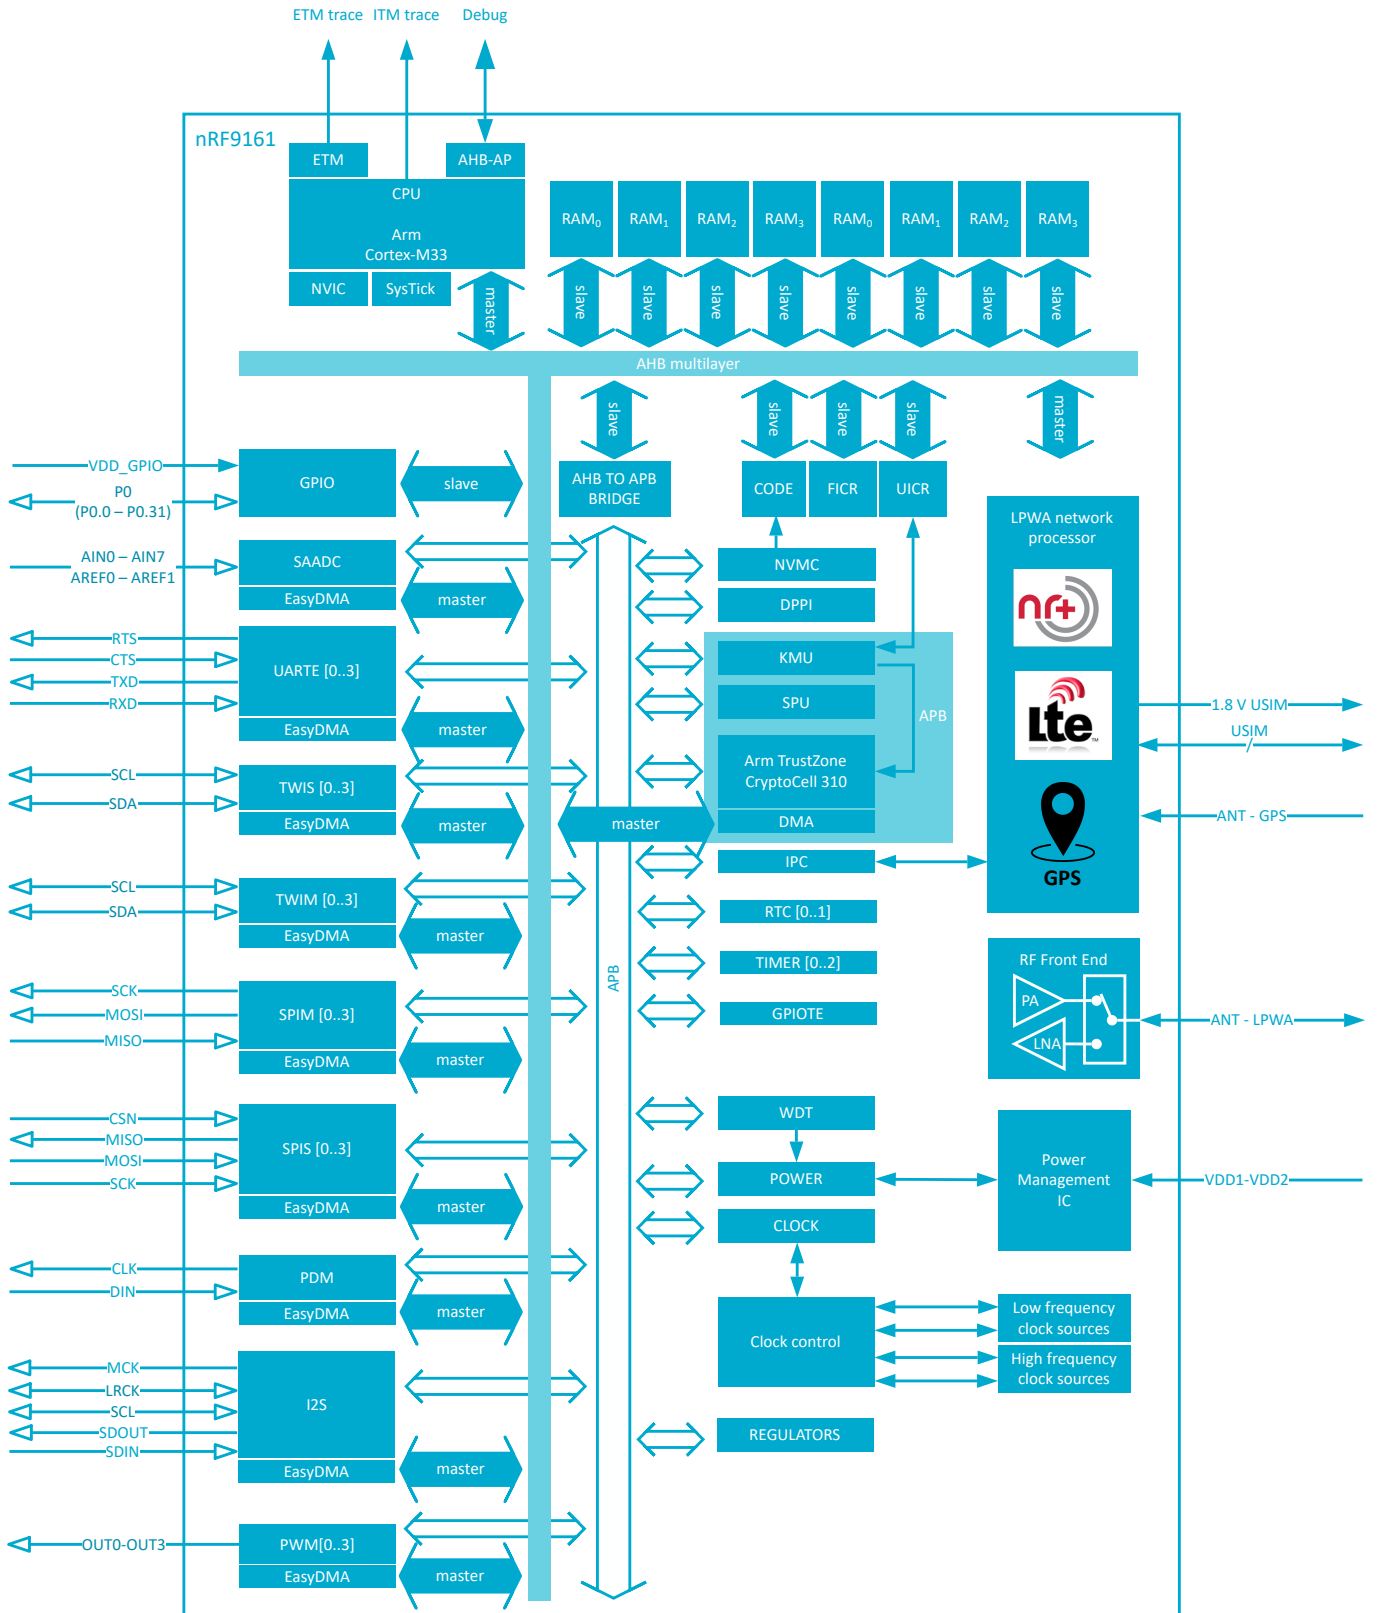 ETM trace
ITM trace
Debug
nRF9161
ETM
AHB-AP
CPU
Arm
Cortex-M33
NVIC
SysTick
master
RAM0
RAM1
RAM2
RAM3
RAM0
RAM1
RAM2
RAM3
slave
slave
slave
slave
slave
slave
slave
slave
AHB multilayer
slave
slave
slave
slave
master
VDD_GPIO
P0
(P0.0 – P0.31)
GPIO
slave
AHB TO APB
BRIDGE
CODE
FICR
UICR
LPWA network
processor
nr+
Lte
TM
GPS
AIN0 – AIN7
AREF0 – AREF1
SAADC
EasyDMA
master
NVMC
DPPI
RTS
CTS
TXD
RXD
UARTE [0..3]
EasyDMA
master
KMU
SPU
APB
Arm TrustZone
CryptoCell 310
DMA
master
1.8 V USIM
USIM
/
ANT - GPS
SCL
SDA
TWIS [0..3]
EasyDMA
master
IPC
SCL
SDA
TWIM [0..3]
EasyDMA
master
RTC [0..1]
TIMER [0..2]
GPIOTE
APB
RF Front End
PA
LNA
ANT - LPWA
SCK
MOSI
MISO
SPIM [0..3]
EasyDMA
master
CSN
MISO
MOSI
SCK
SPIS [0..3]
EasyDMA
master
WDT
POWER
CLOCK
Power
Management
IC
VDD1-VDD2
CLK
DIN
PDM
EasyDMA
master
Clock control
Low frequency
clock sources
High frequency
clock sources
MCK
LRCK
SCL
SDOUT
SDIN
I2S
EasyDMA
master
REGULATORS
OUT0-OUT3
PWM[0..3]
EasyDMA
master